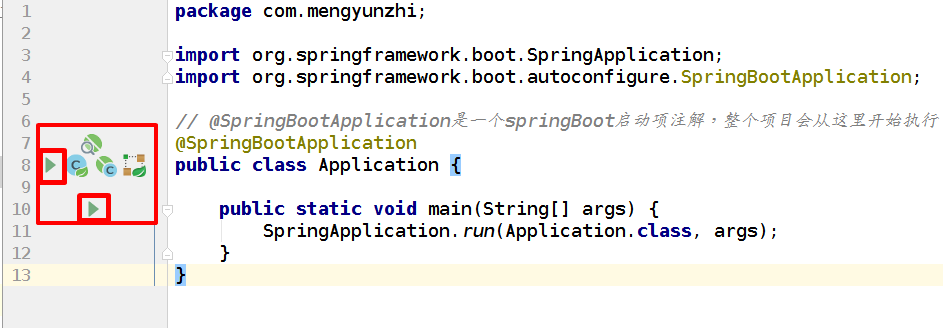 1 package com.mengyunzhi;
2
3 import org.springframework.boot.SpringApplication;
4 import org.springframework.boot.autoconfigure.SpringBootApplication;
5
6 // @SpringBootApplication是一个springBoot启动项注解，整个项目会从这里开始执行
7 @SpringBootApplication
8 public class Application {
9
10 public static void main(String[] args) {
11 SpringApplication.run(Application.class, args);
12 }
13 }